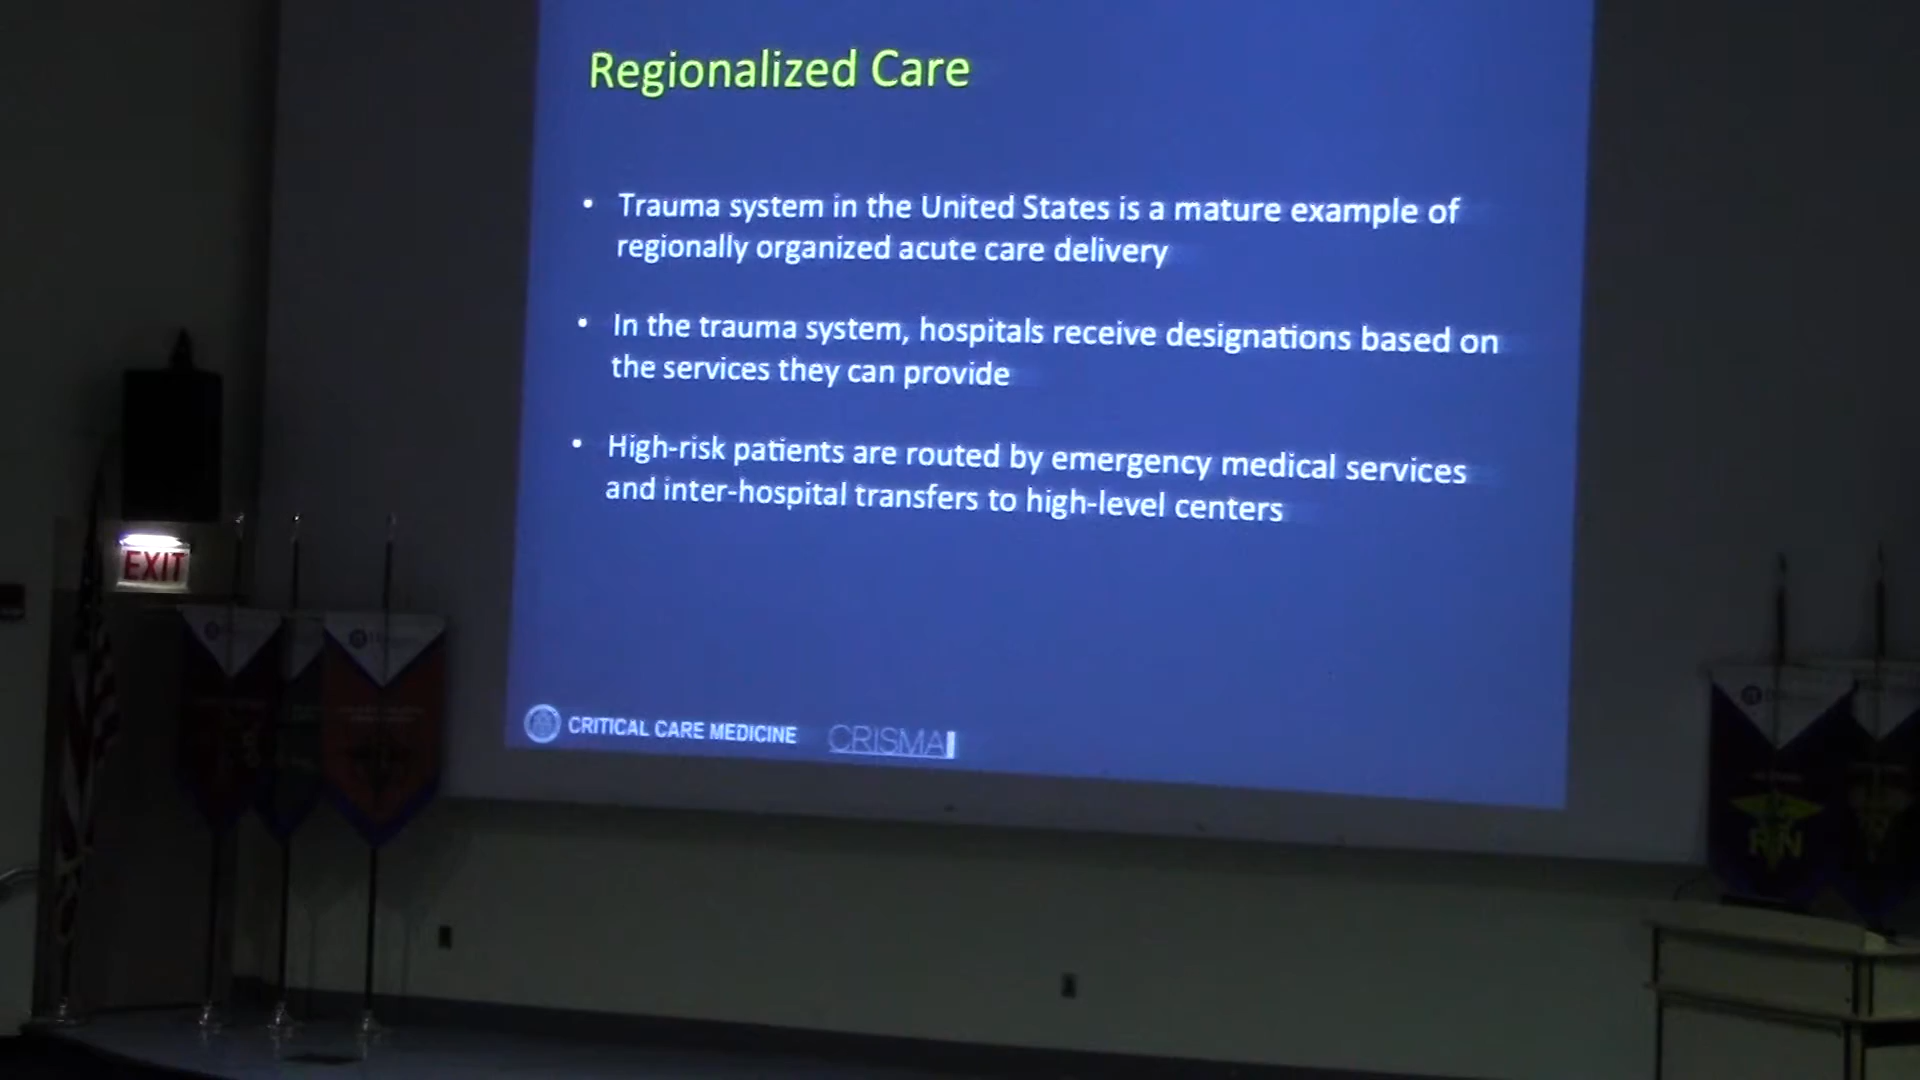 Regionalized Care
• Trauma system in the United States is a mature example of
regionally organized acute care delivery
• In the trauma system, hospitals receive designations based on
the services they can provide
• High-risk patients are routed by emergency medical services
and inter-hospital transfers to high-level centers
EXIT
CRITICAL CARE MEDICINE
CRISMA
RN